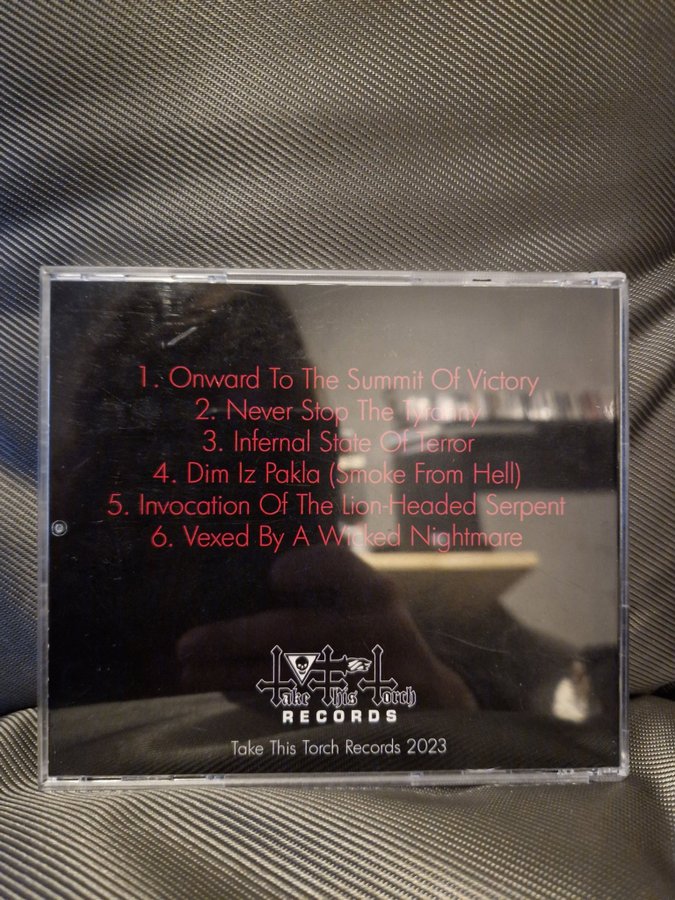 1. Onward To The Summit Of Victory
2. Never Stop The Tyranny
3. Infernal State Of Terror
4. Dim Iz Pakla (Smoke From Hell)
5. Invocation Of The Lion-Headed Serpent
6. Vexed By A Wicked Nightmare
Take This Torch
RECORDS
Take This Torch Records 2023